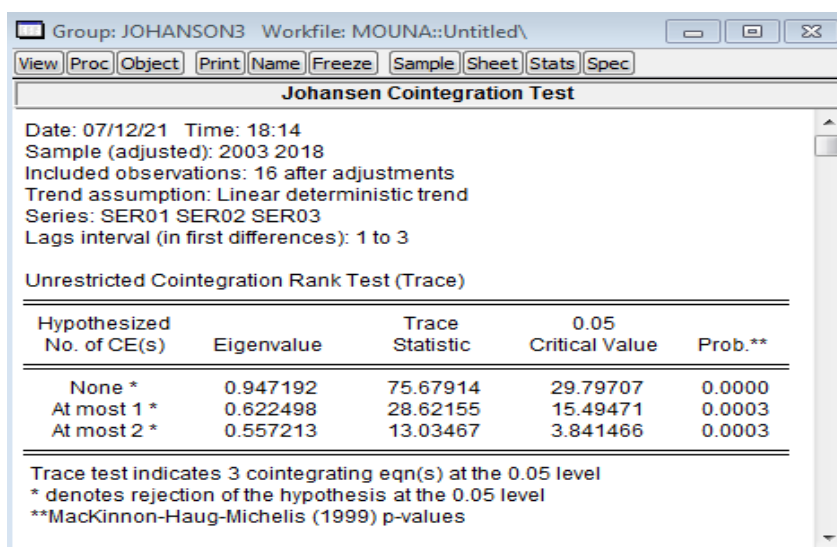 Group: JOHANSON3 Workfile: MOUNA::Untitled\
View Proc Object Print Name Freeze Sample Sheet Stats Spec
Johansen Cointegration Test
Date: 07/12/21 Time: 18:14
Sample (adjusted): 2003 2018
Included observations: 16 after adjustments
Trend assumption: Linear deterministic trend
Series: SER01 SER02 SER03
Lags interval (in first differences): 1 to 3
Unrestricted Cointegration Rank Test (Trace)
Hypothesized Trace 0.05
No. of CE(s) Eigenvalue Statistic Critical Value Prob.**
None * 0.947192 75.67914 29.79707 0.0000
At most 1 * 0.622498 28.62155 15.49471 0.0003
At most 2 * 0.557213 13.03467 3.841466 0.0003
Trace test indicates 3 cointegrating eqn(s) at the 0.05 level
* denotes rejection of the hypothesis at the 0.05 level
**MacKinnon-Haug-Michelis (1999) p-values